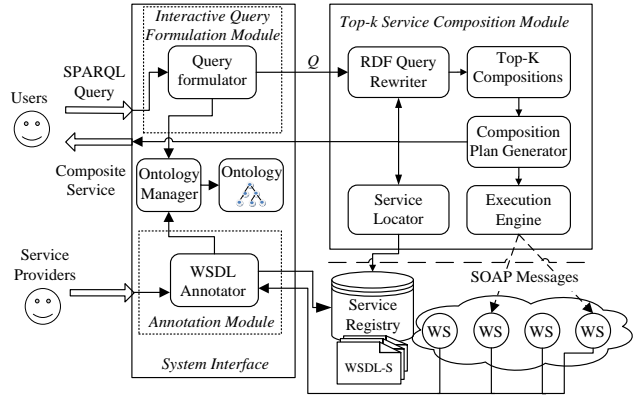 Interactive Query
Formulation Module
Top-k Service Composition Module
SPARQL
Query
Query
formulator
Q
RDF Query
Rewriter
Top-K
Compositions
Users
Composition
Plan Generator
Composite
Service
Ontology
Manager
Ontology
Service
Locator
Execution
Engine
Service
Providers
WSDL
Annotator
SOAP Messages
Service
Registry
WS
WS
WS
WS
Annotation Module
System Interface
WSDL-S